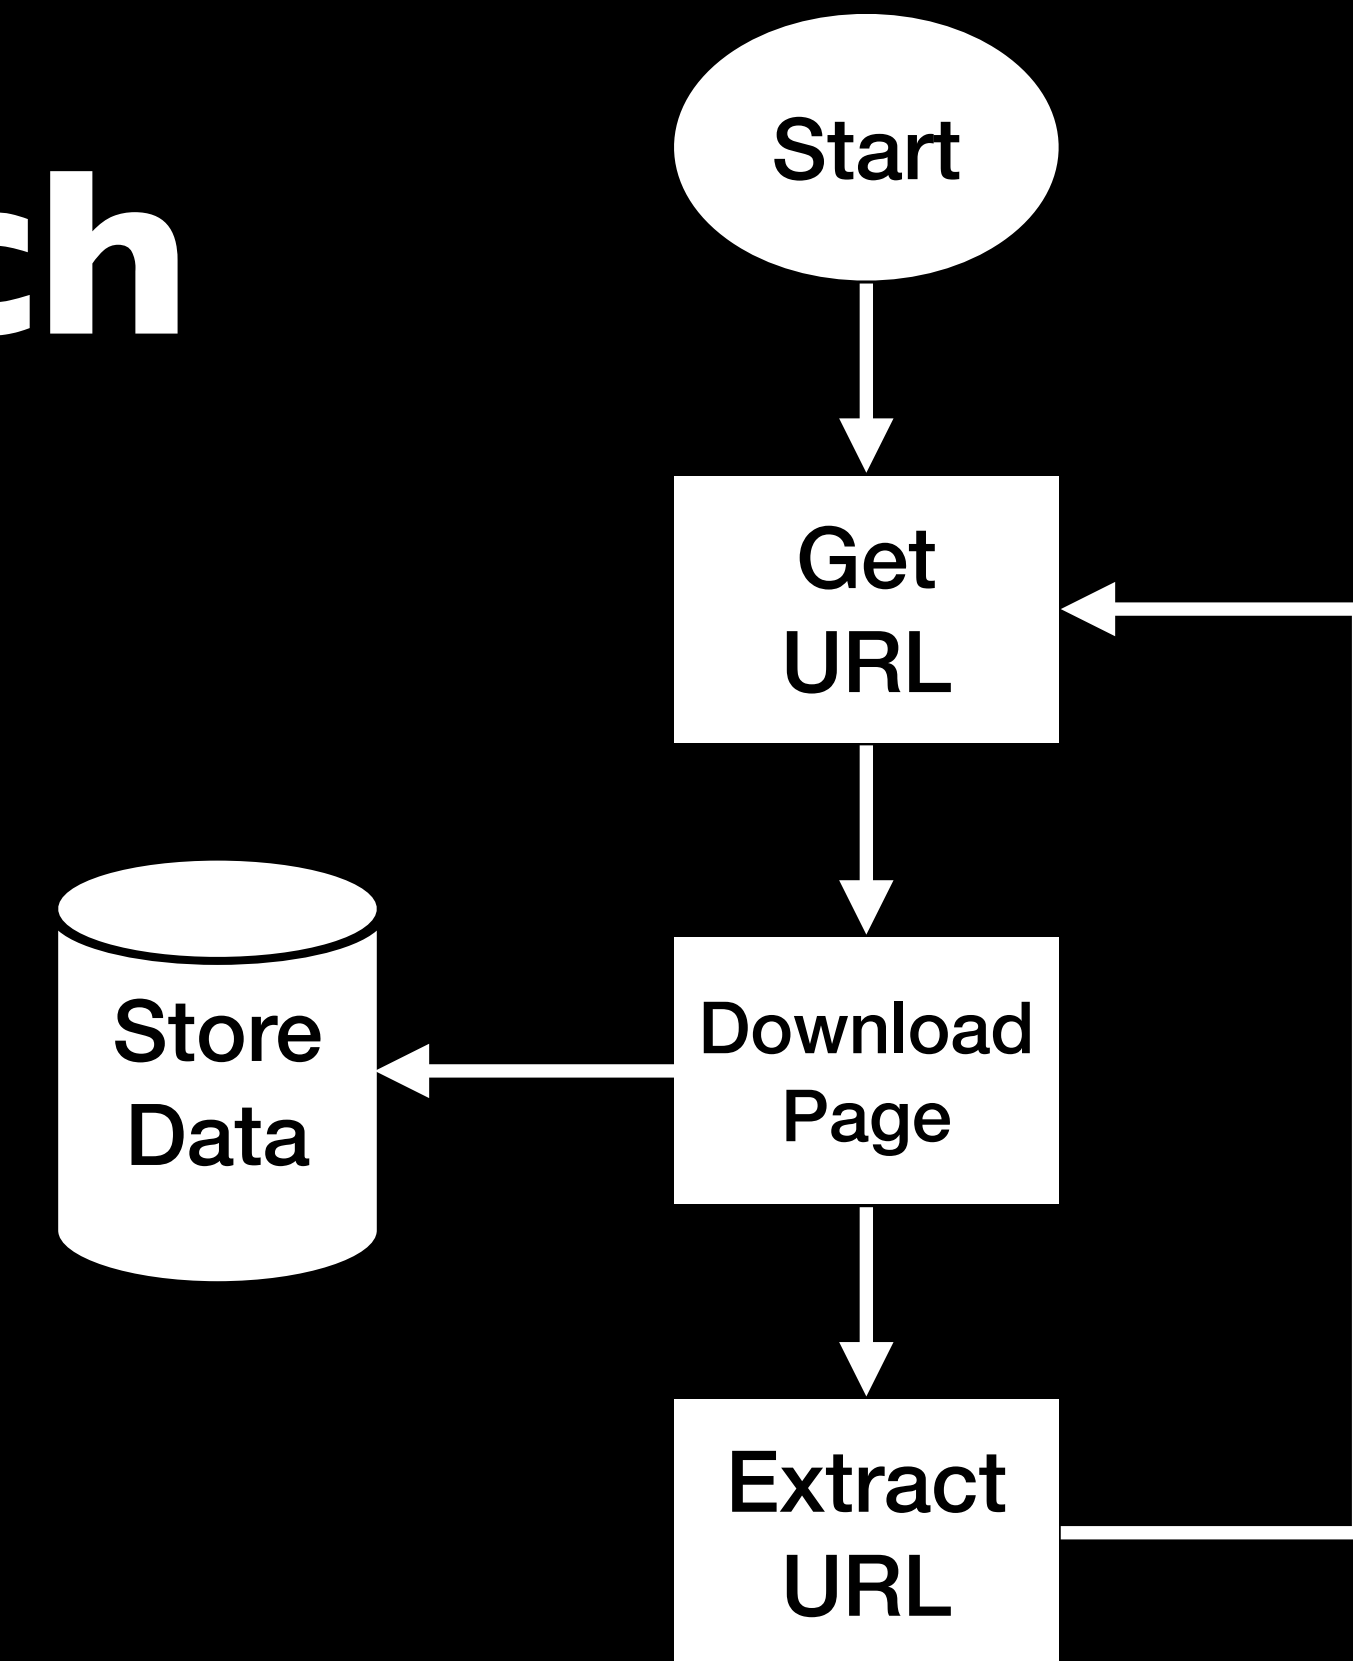 ch
Start
Get
URL
Store
Data
Download
Page
Extract
URL